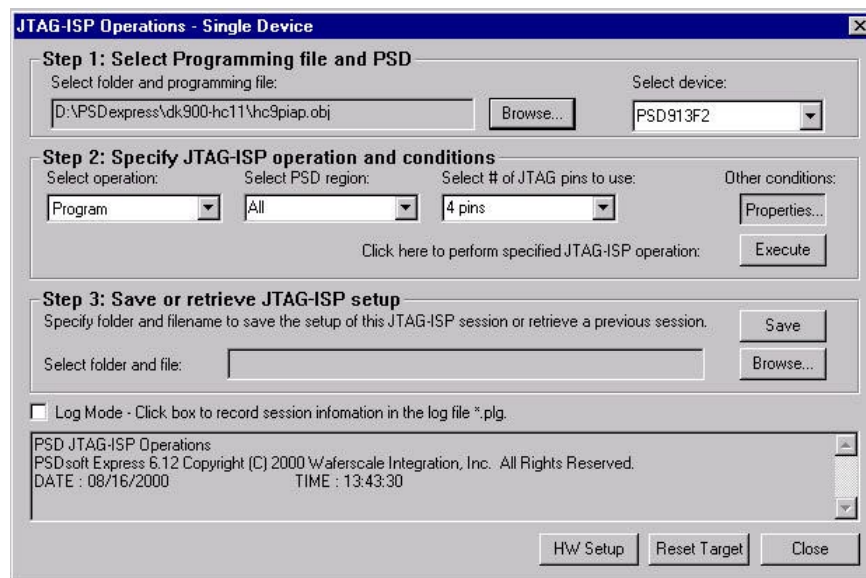 JTAG-ISP Operations - Single Device
Step 1: Select Programming file and PSD
Select folder and programming file:
Select device:
D:\PSDexpress\dk900-hc11\hc9piap.obj
Browse...
PSD913F2
Step 2: Specify JTAG-ISP operation and conditions
Select operation:
Select PSD region:
Select # of JTAG pins to use:
Other conditions:
Program
All
4 pins
Properties...
Click here to perform specified JTAG-ISP operation:
Execute
Step 3: Save or retrieve JTAG-ISP setup
Specify folder and filename to save the setup of this JTAG-ISP session or retrieve a previous session.
Save
Select folder and file:
Browse...
Log Mode - Click box to record session infomation in the log file *.plg.
PSD JTAG-ISP Operations
PSDsoft Express 6.12 Copyright (C) 2000 Waferscale Integration, Inc. All Rights Reserved.
DATE : 08/16/2000 TIME : 13:43:30
HW Setup
Reset Target
Close